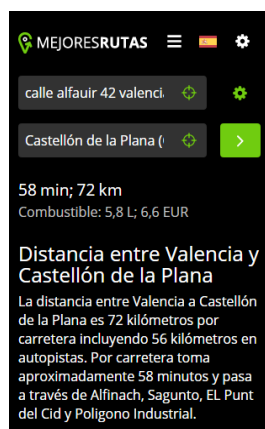 MEJORESRUTAS
calle alfauir 42 valenci
Castellón de la Plana (
58 min; 72 km
Combustible: 5,8 L; 6,6 EUR
Distancia entre Valencia y
Castellón de la Plana
La distancia entre Valencia a Castellón
de la Plana es 72 kilómetros por
carretera incluyendo 56 kilómetros en
autopistas. Por carretera toma
aproximadamente 58 minutos y pasa
a través de Alfinach, Sagunto, EL Punt
del Cid y Poligono Industrial.